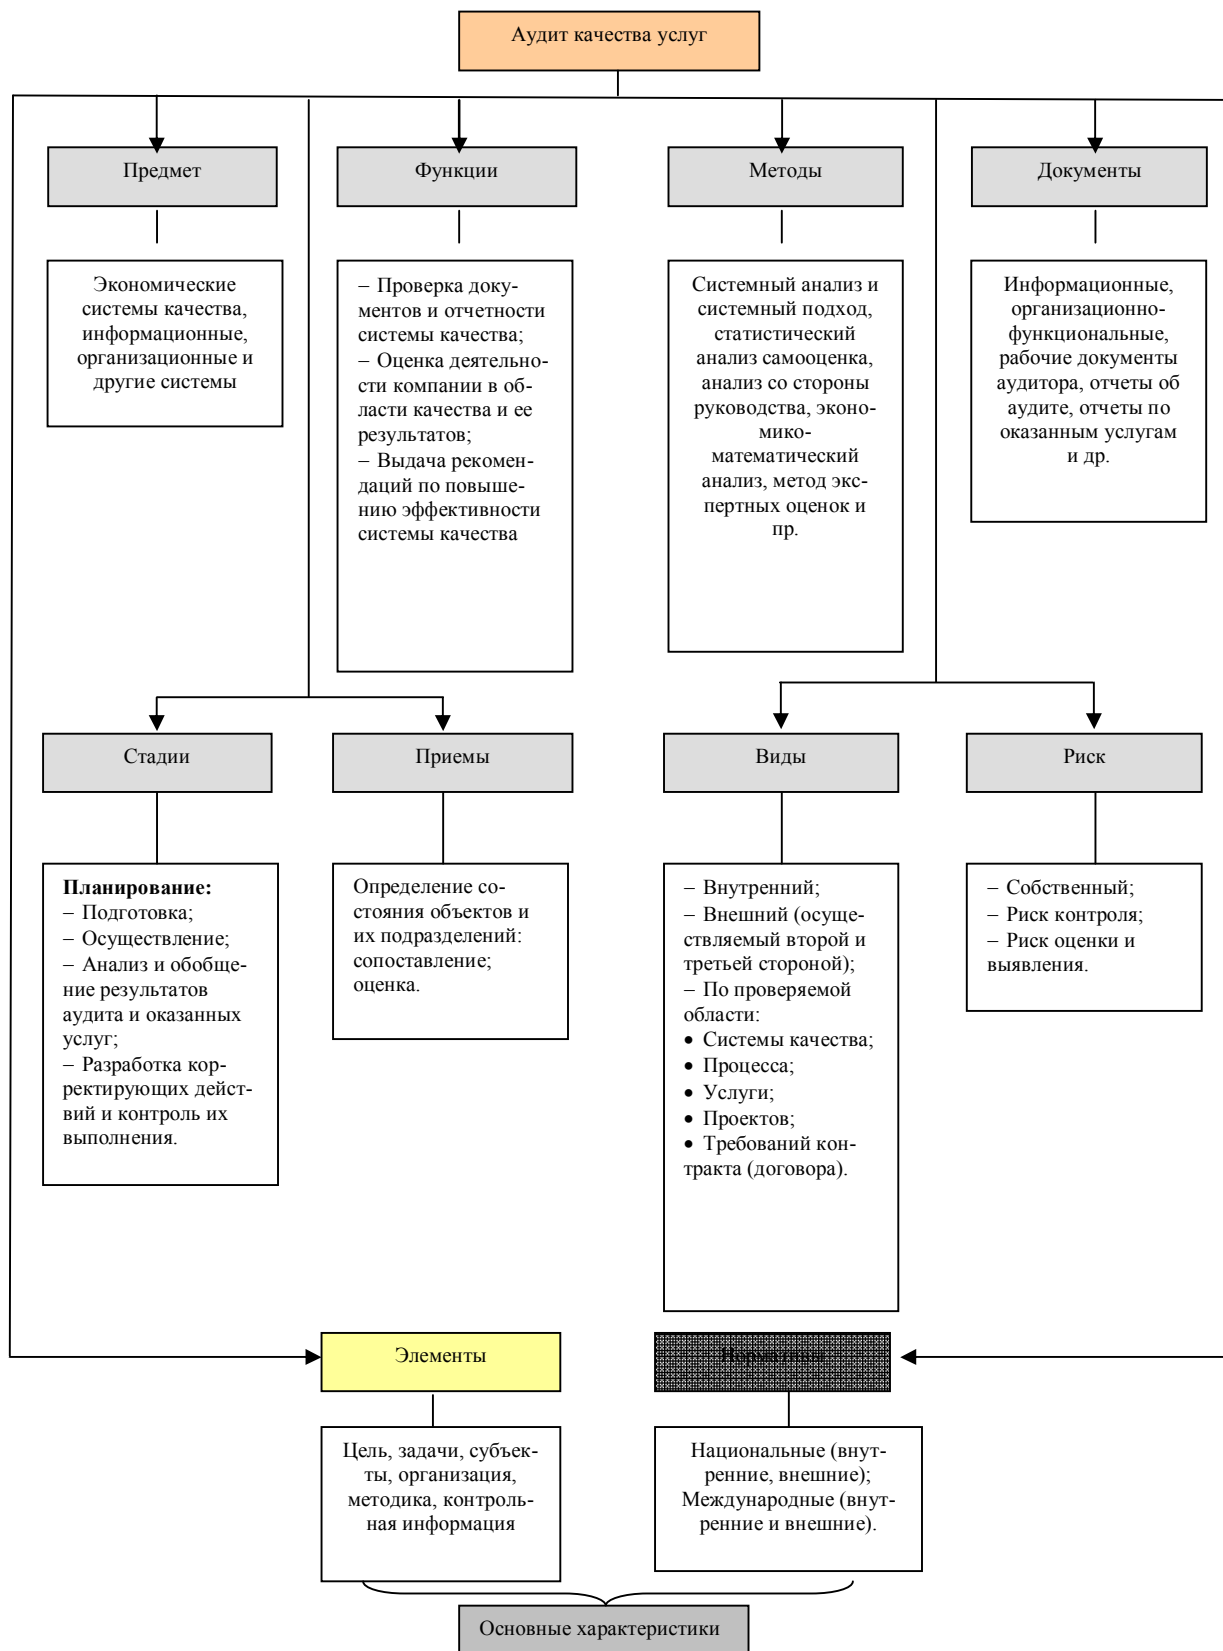 Аудит качества услуг
Предмет
Функции
Методы
Документы
Экономические
системы качества,
информационные,
организационные и
другие системы
– Проверка доку-
ментов и отчетности
системы качества;
– Оценка деятельно-
сти компании в об-
ласти качества и ее
результатов;
– Выдача рекомен-
даций по повыше-
нию эффективности
системы качества
Системный анализ и
системный подход,
статистический
анализ самооценка,
анализ со стороны
руководства, эконо-
мико-
математический
анализ, метод экс-
пертных оценок и
пр.
Информационные,
организационно-
функциональные,
рабочие документы
аудитора, отчеты об
аудите, отчеты по
оказанным услугам
и др.
Стадии
Приемы
Виды
Риск
Планирование:
– Подготовка;
– Осуществление;
– Анализ и обобще-
ние результатов
аудита и оказанных
услуг;
– Разработка кор-
ректирующих дейст-
вий и контроль их
выполнения.
Определение со-
стояния объектов и
их подразделений:
сопоставление;
оценка.
– Внутренний;
– Внешний (осуще-
ствляемый второй и
третьей стороной);
– По проверяемой
области:
• Системы качества;
• Процесса;
• Услуги;
• Проектов;
• Требований кон-
тракта (договора).
– Собственный;
– Риск контроля;
– Риск оценки и
выявления.
Элементы
Цель, задачи, субъек-
ты, организация,
методика, контроль-
ная информация
Национальные (внут-
ренние, внешние);
Международные (внут-
ренние и внешние).
Основные характеристики